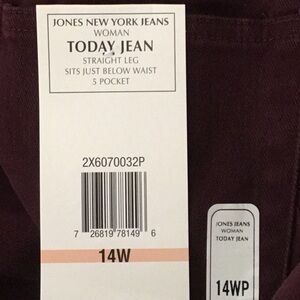 JONES NEW YORK JEANS
WOMAN
TODAY JEAN
STRAIGHT LEG
SITS JUST BELOW WAIST
5 POCKET
2X6070032P
7 26819 78149 6
14W
JONES JEANS
WOMAN
TODAY JEAN
14WP